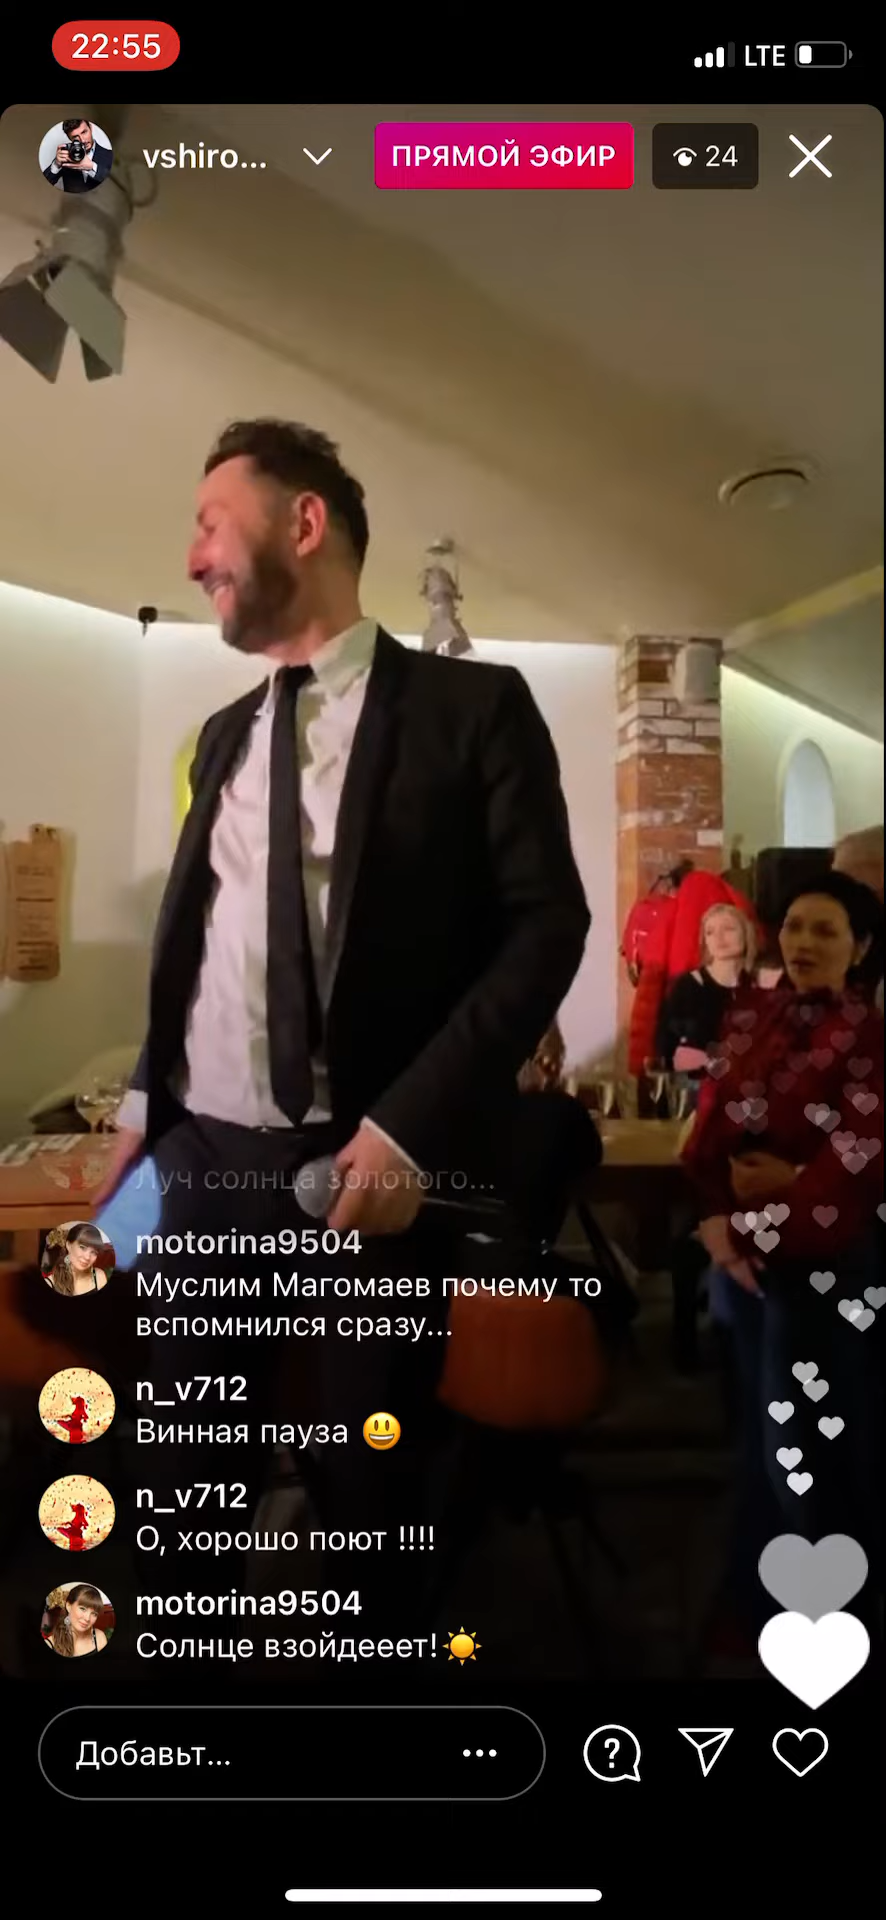 22:55
LTE
vshiro...
ПРЯМОЙ ЭФИР
24
Луч солнца золотого...
motorina9504
Муслим Магомаев почему то
вспомнился сразу...
n_v712
Винная пауза 😃
n_v712
О, хорошо поют !!!!
motorina9504
Солнце взойдееет!☀️
Добавьт...